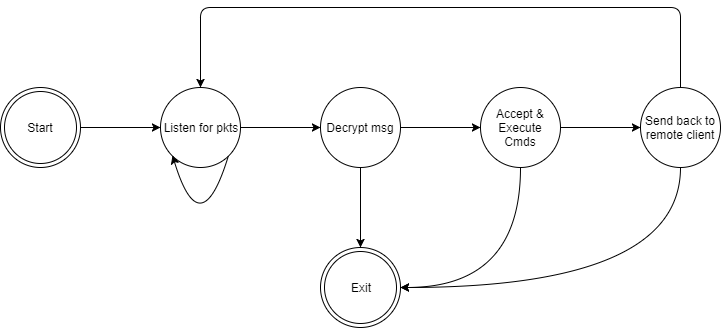 Start
Listen for pkts
Decrypt msg
Accept &
Execute
Cmds
Send back to
remote client
Exit